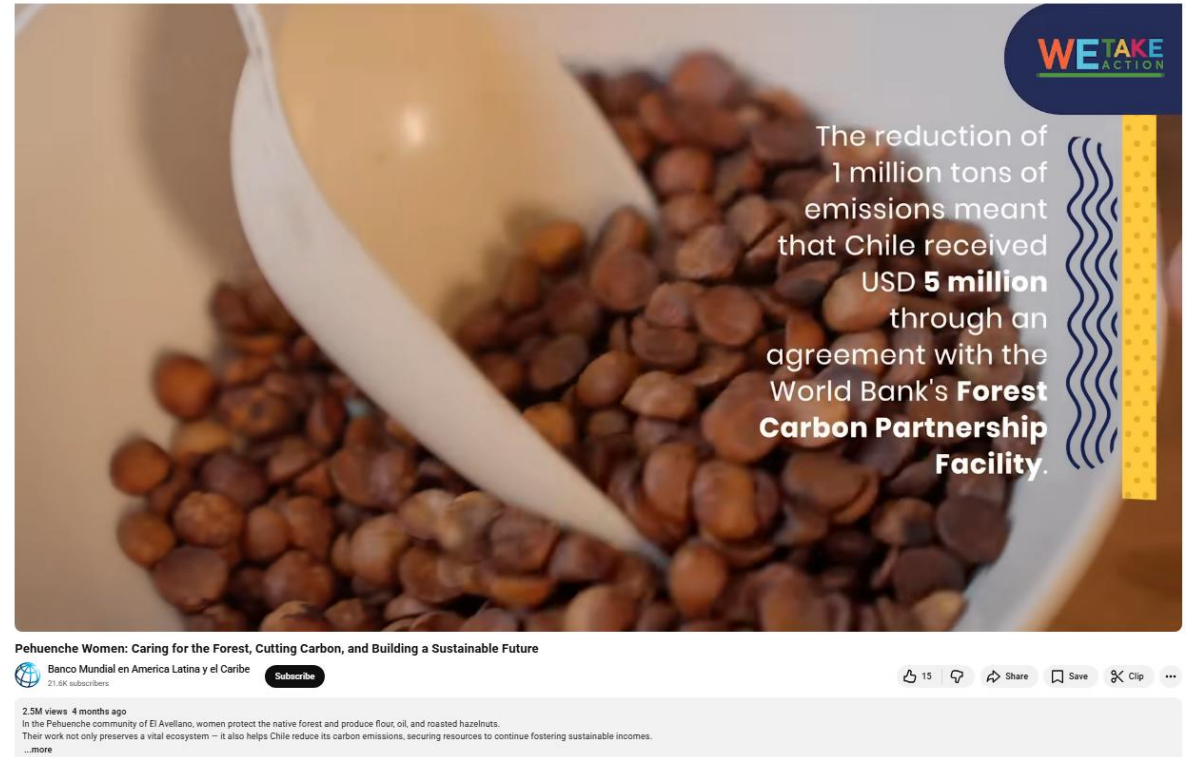 WE TAKE ACTION
The reduction of
1 million tons of
emissions meant
that Chile received
USD 5 million
through an
agreement with the
World Bank's Forest
Carbon Partnership
Facility.
Pehuenche Women: Caring for the Forest, Cutting Carbon, and Building a Sustainable Future
Banco Mundial en America Latina y el Caribe
21.6K subscribers
Subscribe
15
Share
Save
Clip
2.5M views 4 months ago
In the Pehuenche community of El Avellano, women protect the native forest and produce flour, oil, and roasted hazelnuts.
Their work not only preserves a vital ecosystem — it also helps Chile reduce its carbon emissions, securing resources to continue fostering sustainable incomes.
...more